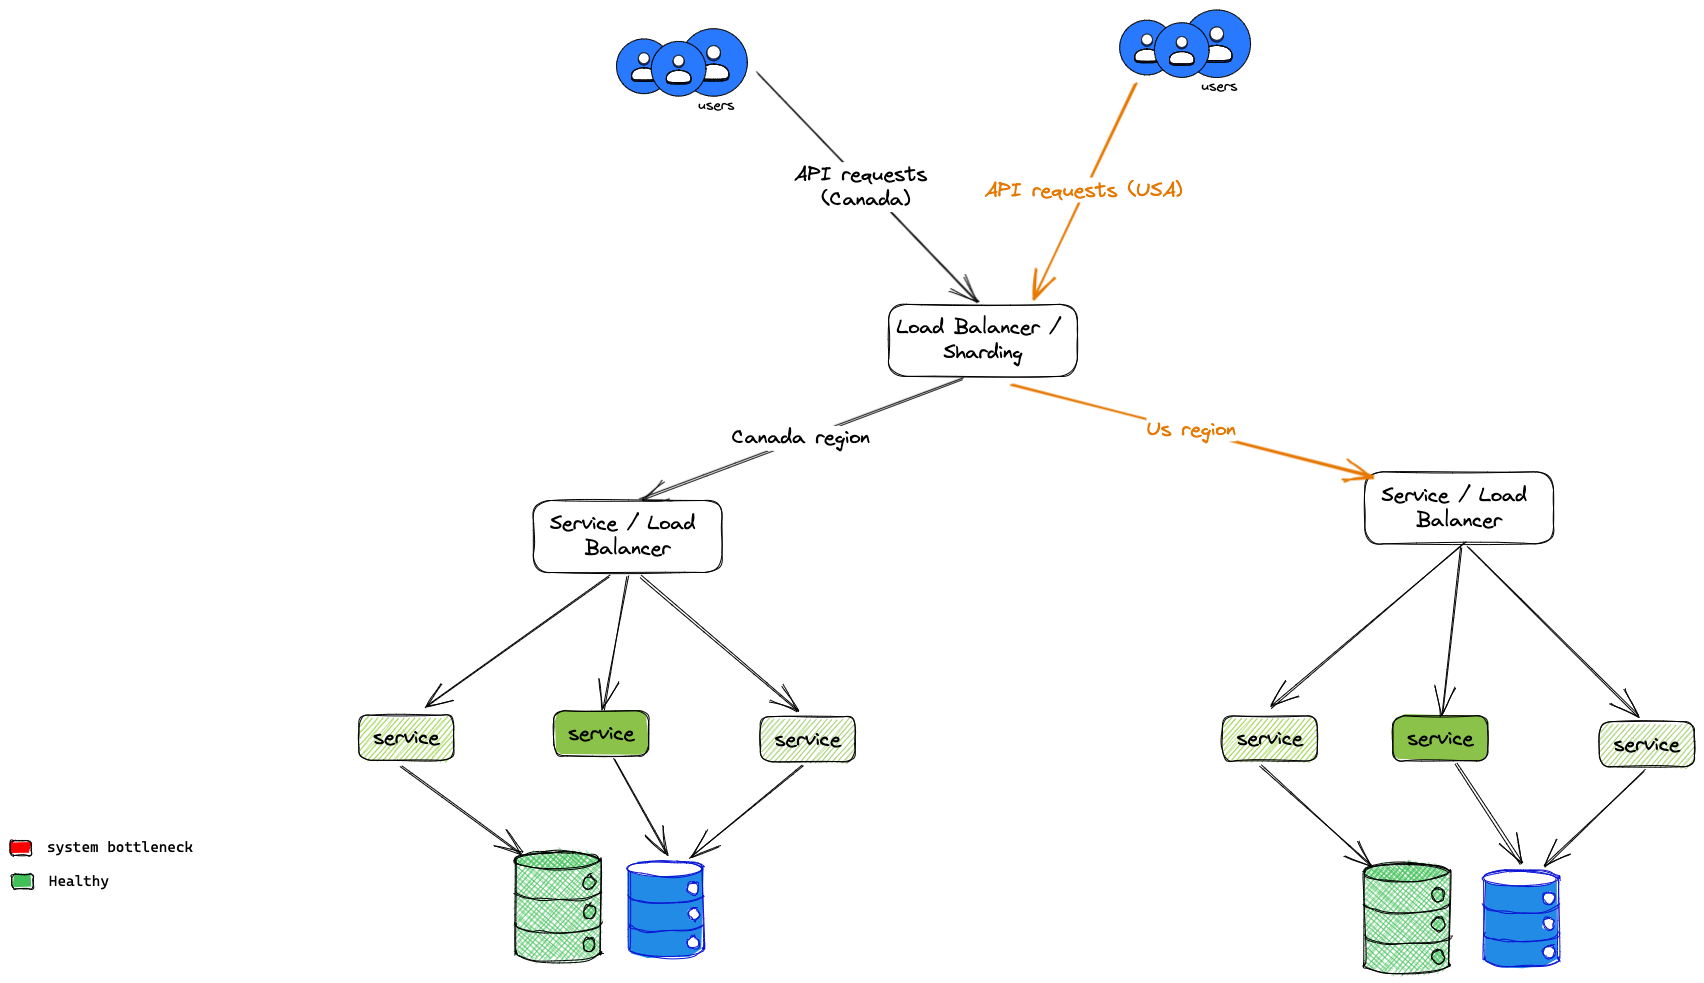 users
users
API requests
(Canada)
API requests (USA)
Load Balancer /
Sharding
Canada region
Us region
Service / Load
Balancer
Service / Load
Balancer
service
service
service
service
service
service
system bottleneck
Healthy